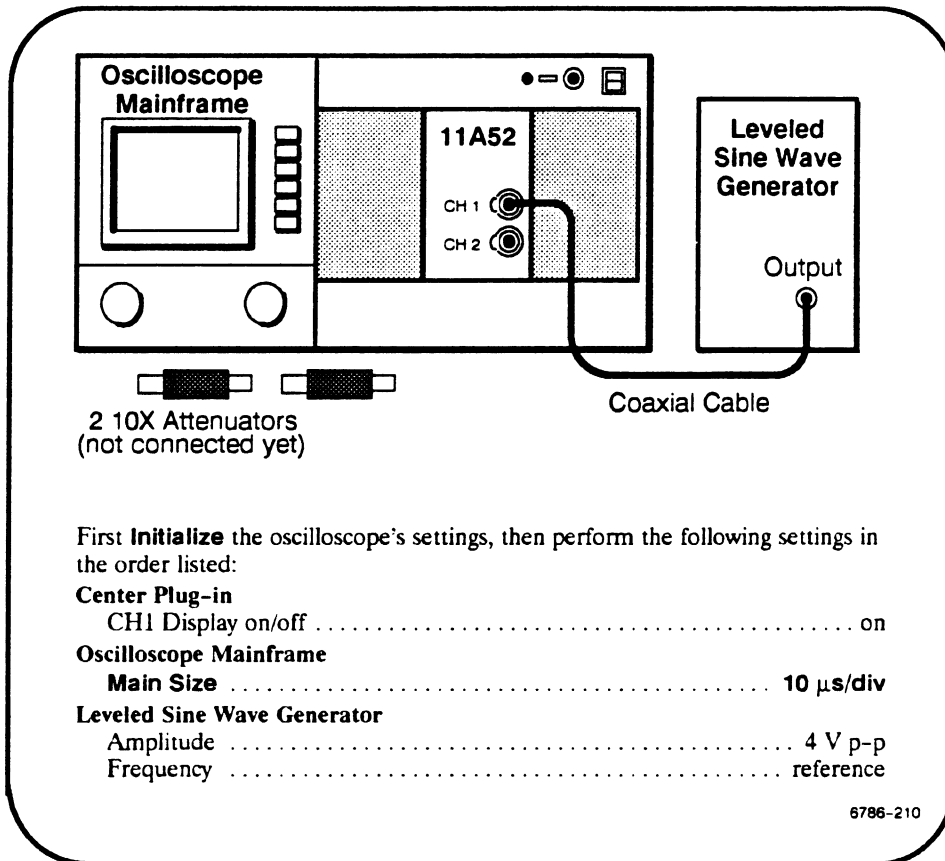 Oscilloscope
Mainframe
11A52
CH 1
CH 2
Leveled
Sine Wave
Generator
Output
Coaxial Cable
2 10X Attenuators
(not connected yet)
First Initialize the oscilloscope's settings, then perform the following settings in
the order listed:
Center Plug-in
CH1 Display on/off . . . . . . . . . . . . . . . . . . . . . . . . . . . . . . . . . . . . . . . . . . on
Oscilloscope Mainframe
Main Size . . . . . . . . . . . . . . . . . . . . . . . . . . . . . . . . . . . . . . . . . . 10 μs/div
Leveled Sine Wave Generator
Amplitude . . . . . . . . . . . . . . . . . . . . . . . . . . . . . . . . . . . . . . . . . . 4 V p-p
Frequency . . . . . . . . . . . . . . . . . . . . . . . . . . . . . . . . . . . . . . . . . . reference
6786-210